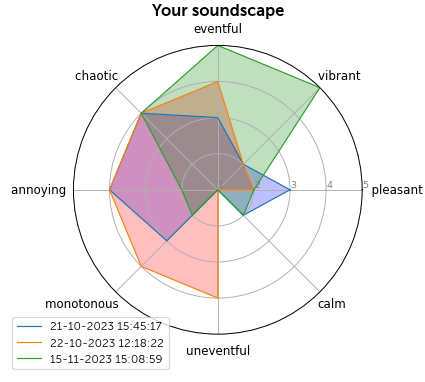 Your soundscape
eventful
chaotic
vibrant
annoying
2
3
4
5
pleasant
monotonous
calm
uneventful
21-10-2023 15:45:17
22-10-2023 12:18:22
15-11-2023 15:08:59